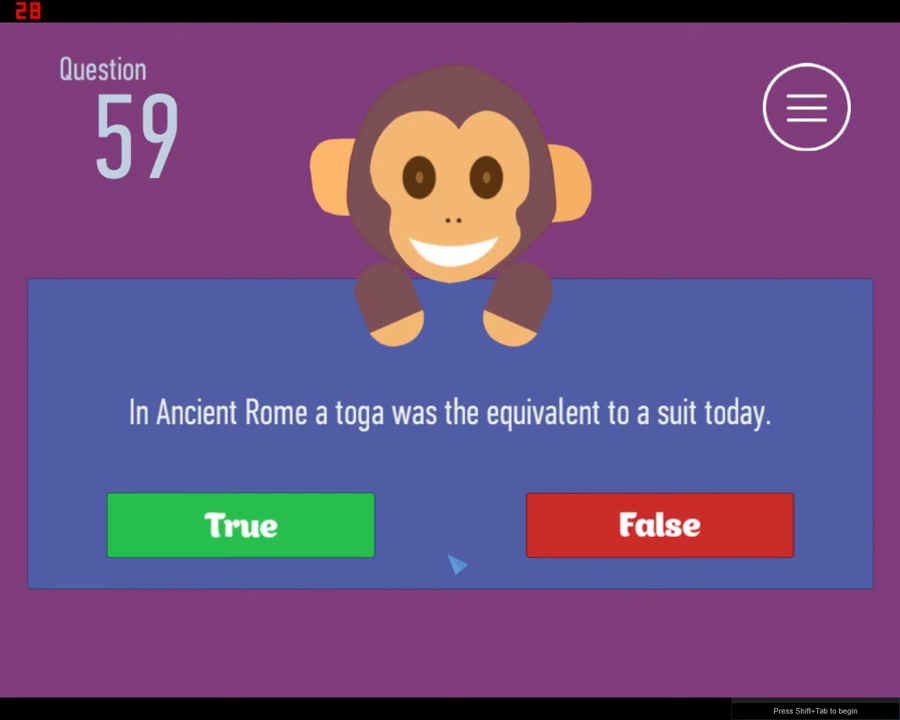 28
Question
59
In Ancient Rome a toga was the equivalent to a suit today.
True
False
Press Shift+Tab to begin